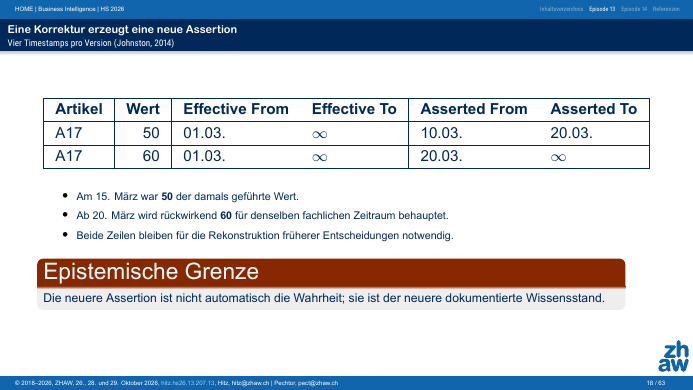 HOME | Business Intelligence | HS 2026
Inhaltsverzeichnis Episode 13 Episode 14 Referenzen
Eine Korrektur erzeugt eine neue Assertion
Vier Timestamps pro Version (Johnston, 2014)
Artikel Wert Effective From Effective To Asserted From Asserted To
A17 50 01.03. ∞ 10.03. 20.03.
A17 60 01.03. ∞ 20.03. ∞
• Am 15. März war 50 der damals geführte Wert.
• Ab 20. März wird rückwirkend 60 für denselben fachlichen Zeitraum behauptet.
• Beide Zeilen bleiben für die Rekonstruktion früherer Entscheidungen notwendig.
Epistemische Grenze
Die neuere Assertion ist nicht automatisch die Wahrheit; sie ist der neuere dokumentierte Wissensstand.
zh
aw
© 2018–2026, ZHAW, 26., 28. und 29. Oktober 2026, hitz.hs26.13.207.13, Hitz, hitz@zhaw.ch | Pechtor, pect@zhaw.ch
18 / 63